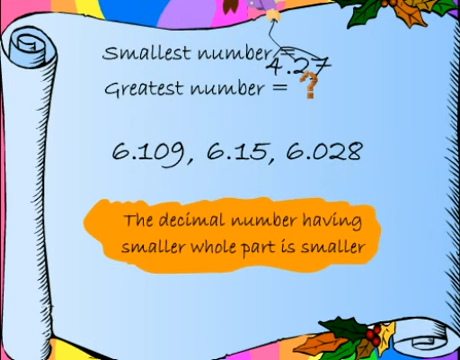 Smallest number =
4.27
Greatest number = ?
6.109, 6.15, 6.028
The decimal number having
smaller whole part is smaller